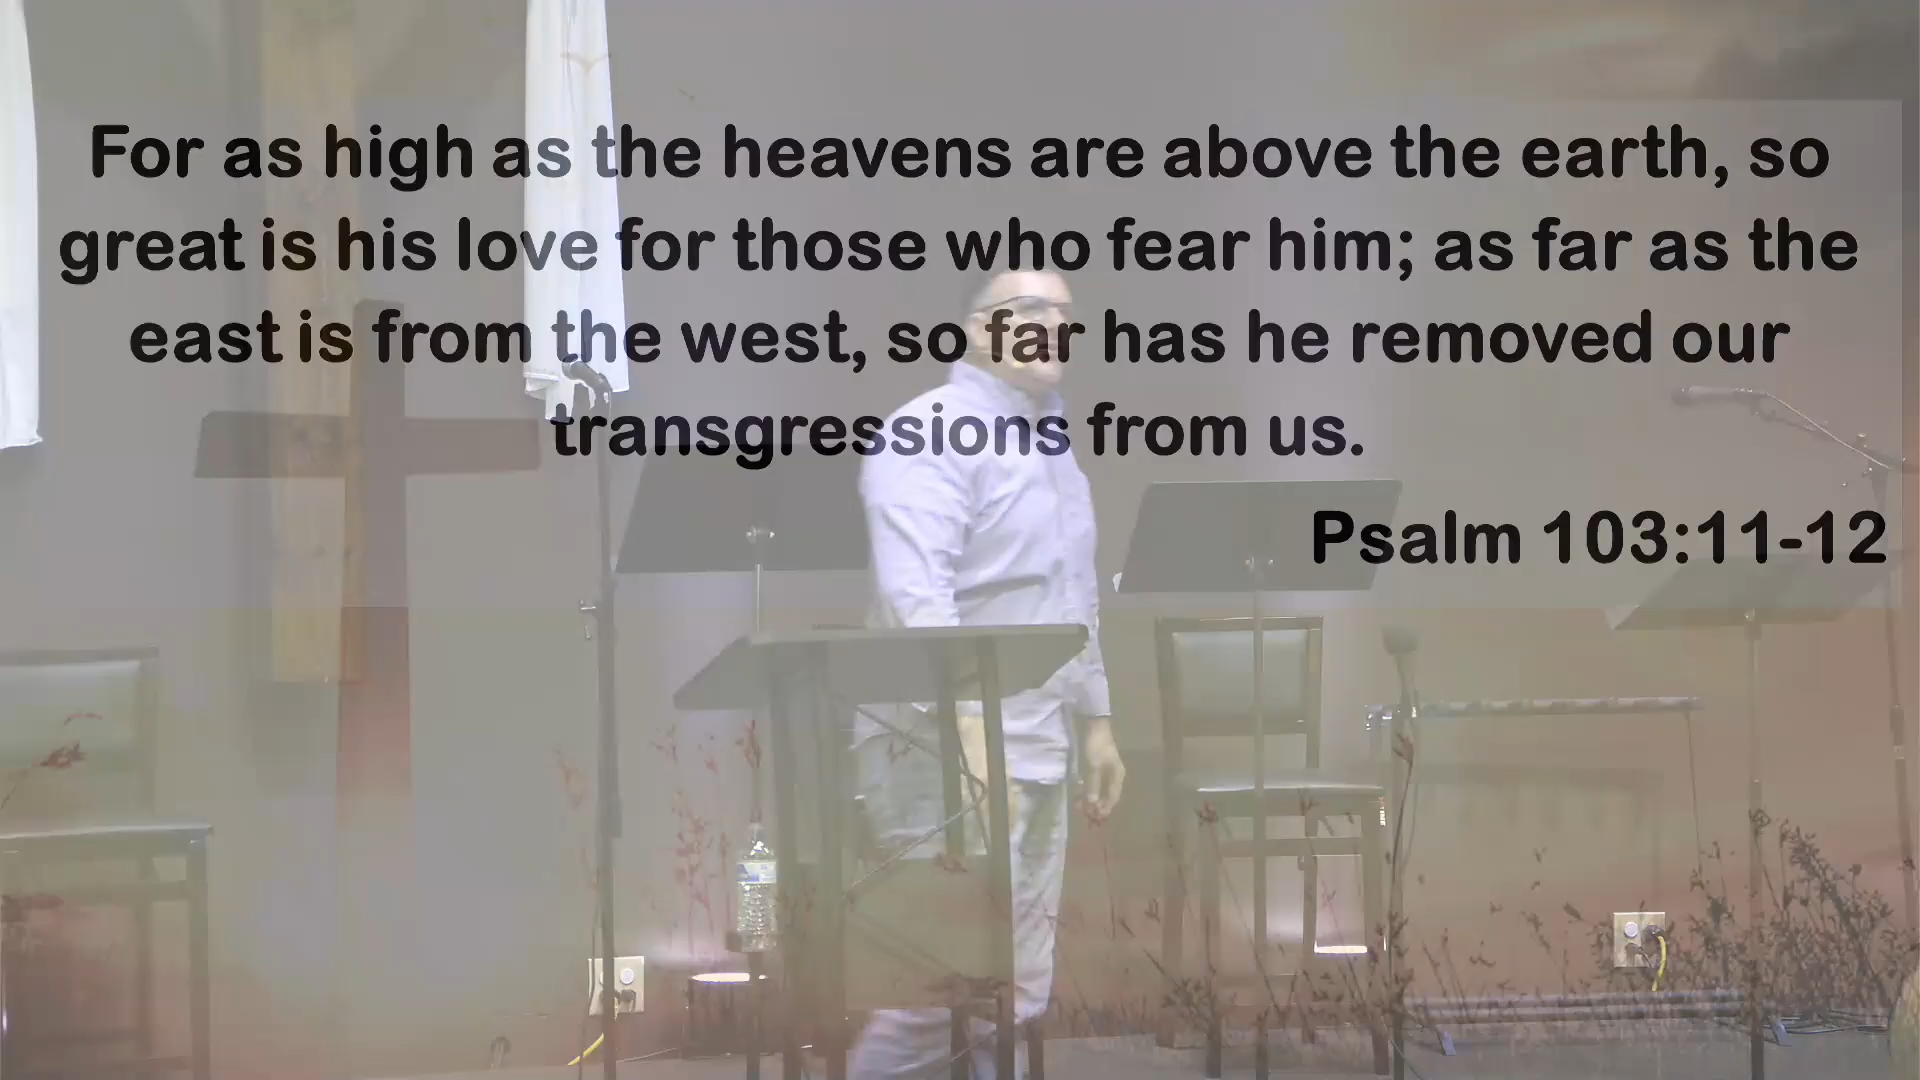 For as high as the heavens are above the earth, so
great is his love for those who fear him; as far as the
east is from the west, so far has he removed our
transgressions from us.
Psalm 103:11-12